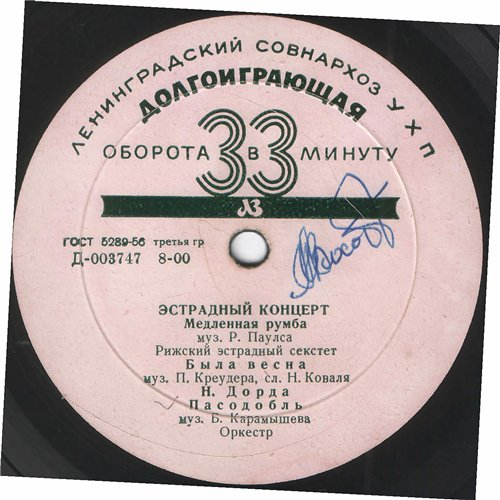 ЛЕНИНГРАДСКИЙ СОВНАРХОЗ УХП
ДОЛГОИГРАЮЩАЯ
ОБОРОТА 33 В МИНУТУ
ЛЗ
ГОСТ 5289-56 третья гр
Д-003747 8-00
ЭСТРАДНЫЙ КОНЦЕРТ
Медленная румба
муз. Р. Паулса
Рижский эстрадный секстет
Была весна
муз. П. Креудера, сл. Н. Коваля
Н. Дорда
Пасодобль
муз. Б. Карамышева
Оркестр